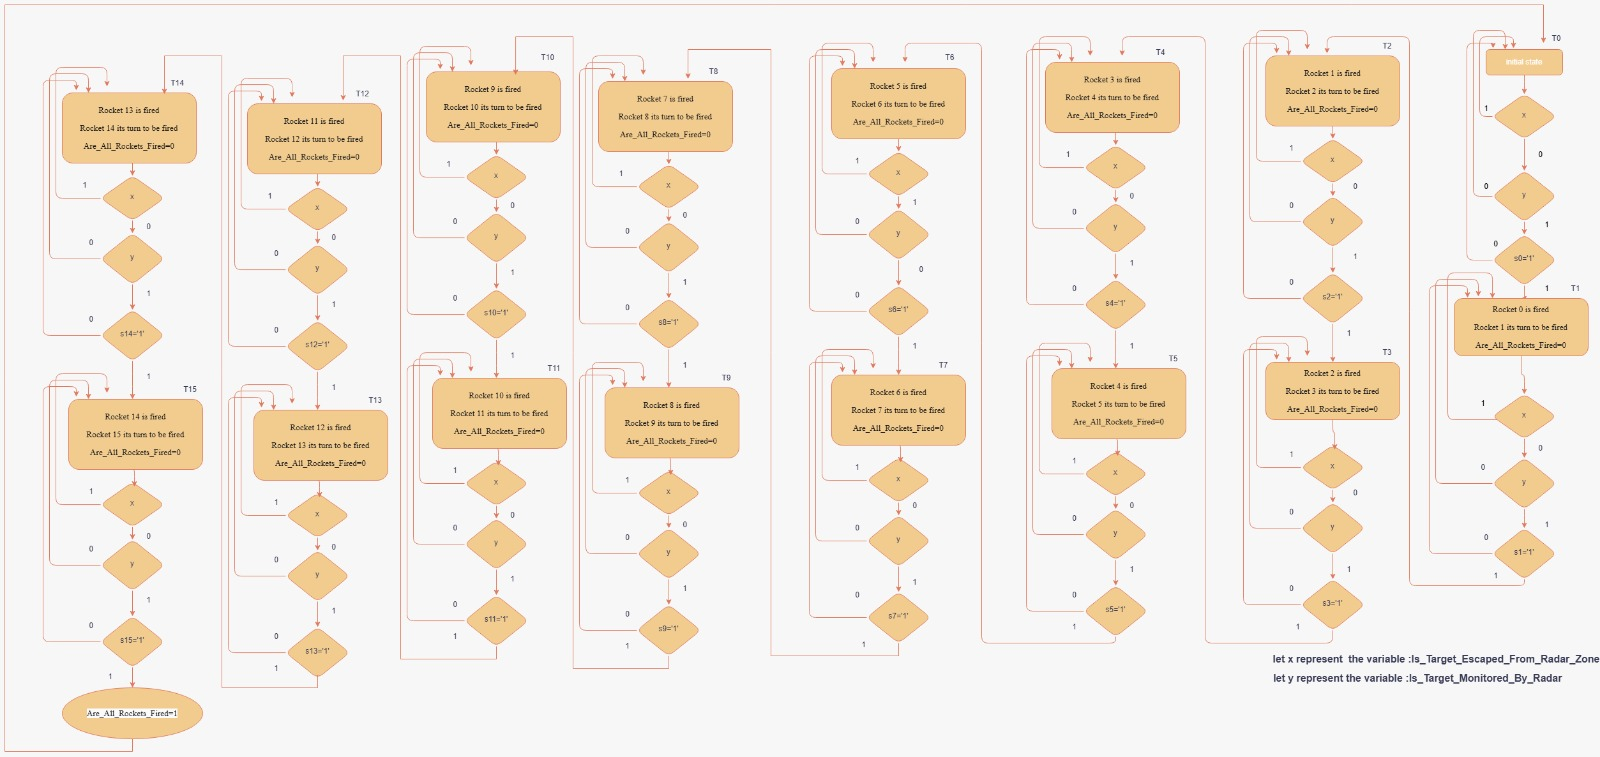 T14
Rocket 13 is fired
Rocket 14 its turn to be fired
Are_All_Rockets_Fired=0
1
x
0
0
y
1
0
s14='1'
1
T15
Rocket 14 is fired
Rocket 15 its turn to be fired
Are_All_Rockets_Fired=0
1
x
0
0
y
1
0
s15='1'
1
Are_All_Rockets_Fired=1
T12
Rocket 11 is fired
Rocket 12 its turn to be fired
Are_All_Rockets_Fired=0
1
x
0
0
y
1
0
s12='1'
1
T13
Rocket 12 is fired
Rocket 13 its turn to be fired
Are_All_Rockets_Fired=0
1
x
0
0
y
1
0
s13='1'
1
T10
Rocket 9 is fired
Rocket 10 its turn to be fired
Are_All_Rockets_Fired=0
1
x
0
0
y
1
0
s10='1'
1
T11
Rocket 10 is fired
Rocket 11 its turn to be fired
Are_All_Rockets_Fired=0
1
x
0
0
y
1
0
s11='1'
1
T8
Rocket 7 is fired
Rocket 8 its turn to be fired
Are_All_Rockets_Fired=0
1
x
0
0
y
1
0
s8='1'
1
T9
Rocket 8 is fired
Rocket 9 its turn to be fired
Are_All_Rockets_Fired=0
1
x
0
0
y
1
0
s9='1'
1
T6
Rocket 5 is fired
Rocket 6 its turn to be fired
Are_All_Rockets_Fired=0
1
x
1
0
y
0
0
s6='1'
1
T7
Rocket 6 is fired
Rocket 7 its turn to be fired
Are_All_Rockets_Fired=0
1
x
0
0
y
1
0
s7='1'
1
T4
Rocket 3 is fired
Rocket 4 its turn to be fired
Are_All_Rockets_Fired=0
1
x
0
0
y
1
0
s4='1'
1
T5
Rocket 4 is fired
Rocket 5 its turn to be fired
Are_All_Rockets_Fired=0
1
x
0
0
y
1
0
s5='1'
1
T2
Rocket 1 is fired
Rocket 2 its turn to be fired
Are_All_Rockets_Fired=0
1
x
0
0
y
1
0
s2='1'
1
T3
Rocket 2 is fired
Rocket 3 its turn to be fired
Are_All_Rockets_Fired=0
1
x
0
0
y
1
0
s3='1'
1
T0
initial state
1
x
0
0
y
1
0
s0='1'
1
T1
Rocket 0 is fired
Rocket 1 its turn to be fired
Are_All_Rockets_Fired=0
1
x
0
0
y
1
0
s1='1'
1
let x represent the variable :Is_Target_Escaped_From_Radar_Zone
let y represent the variable :Is_Target_Monitored_By_Radar